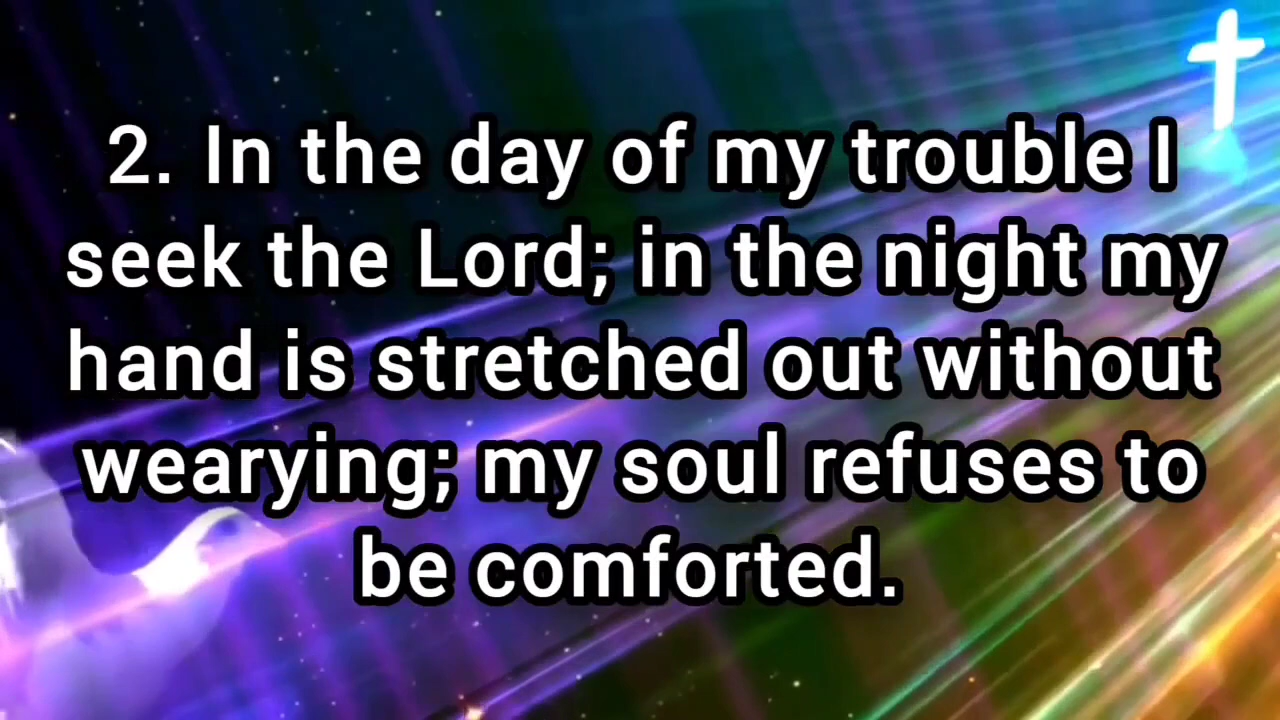 2. In the day of my trouble I
seek the Lord; in the night my
hand is stretched out without
wearying; my soul refuses to
be comforted.